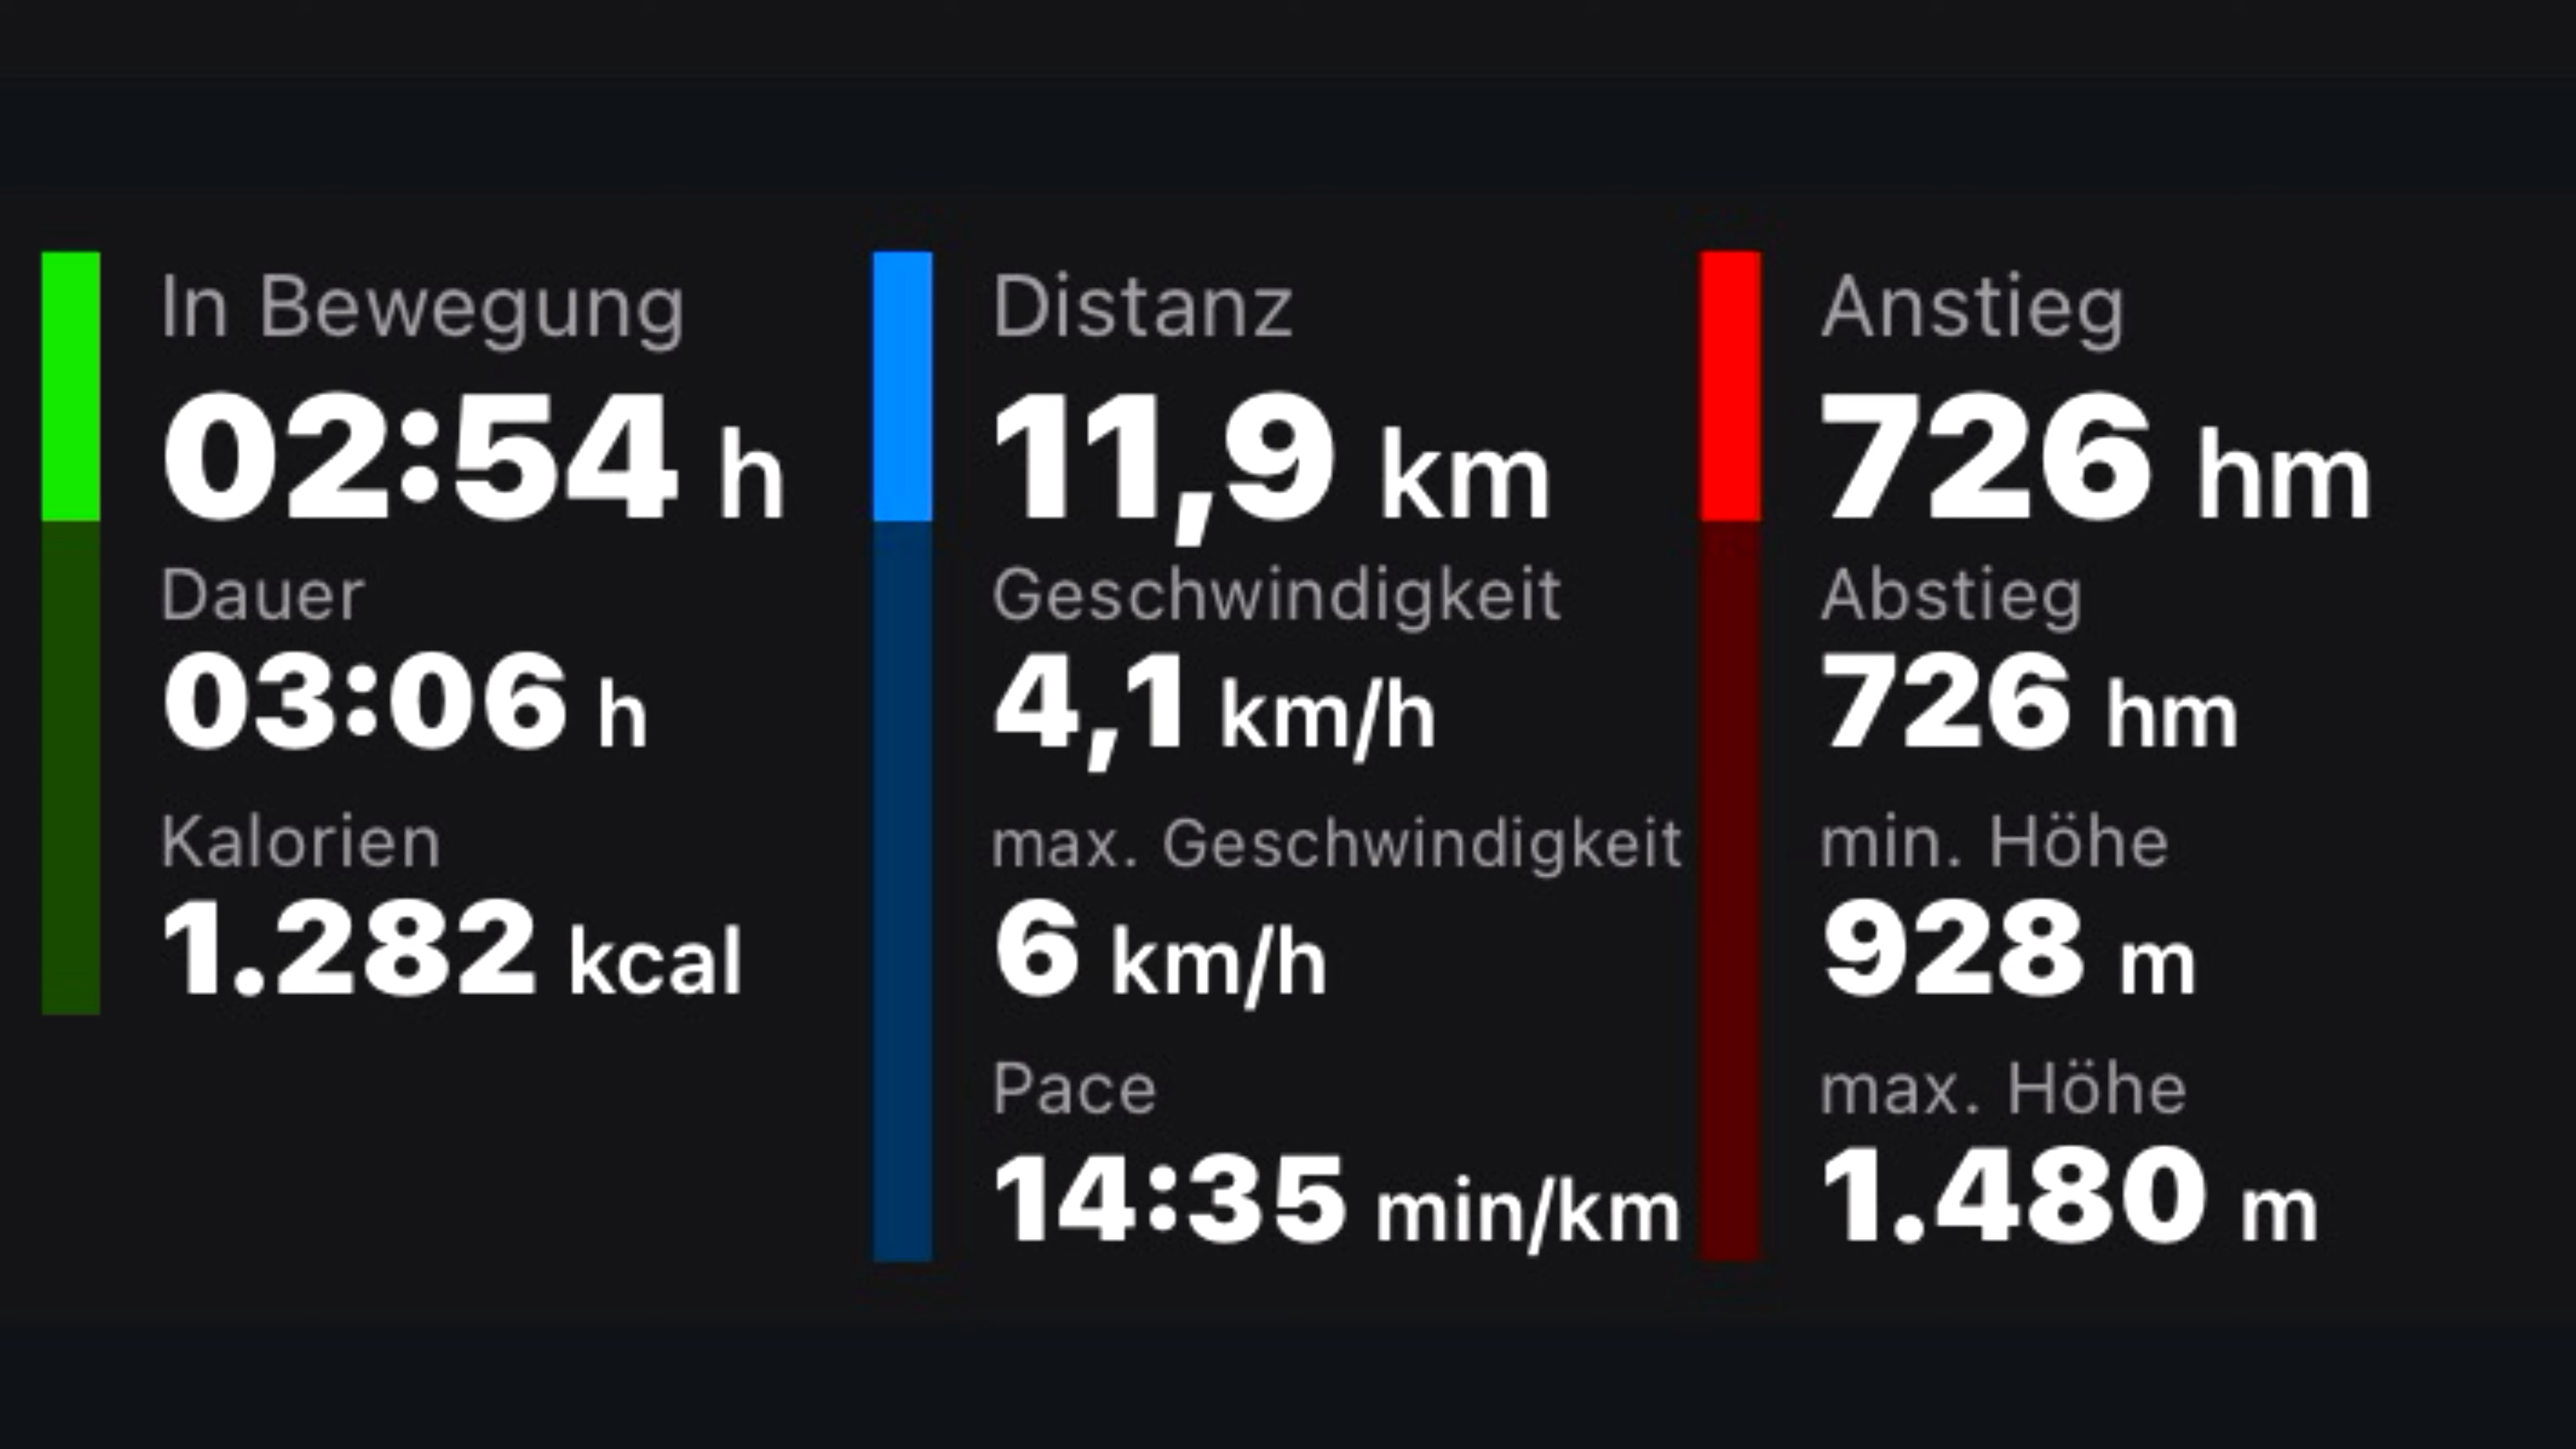 In Bewegung
02:54 h
Dauer
03:06 h
Kalorien
1.282 kcal
Distanz
11,9 km
Geschwindigkeit
4,1 km/h
max. Geschwindigkeit
6 km/h
Pace
14:35 min/km
Anstieg
726 hm
Abstieg
726 hm
min. Höhe
928 m
max. Höhe
1.480 m